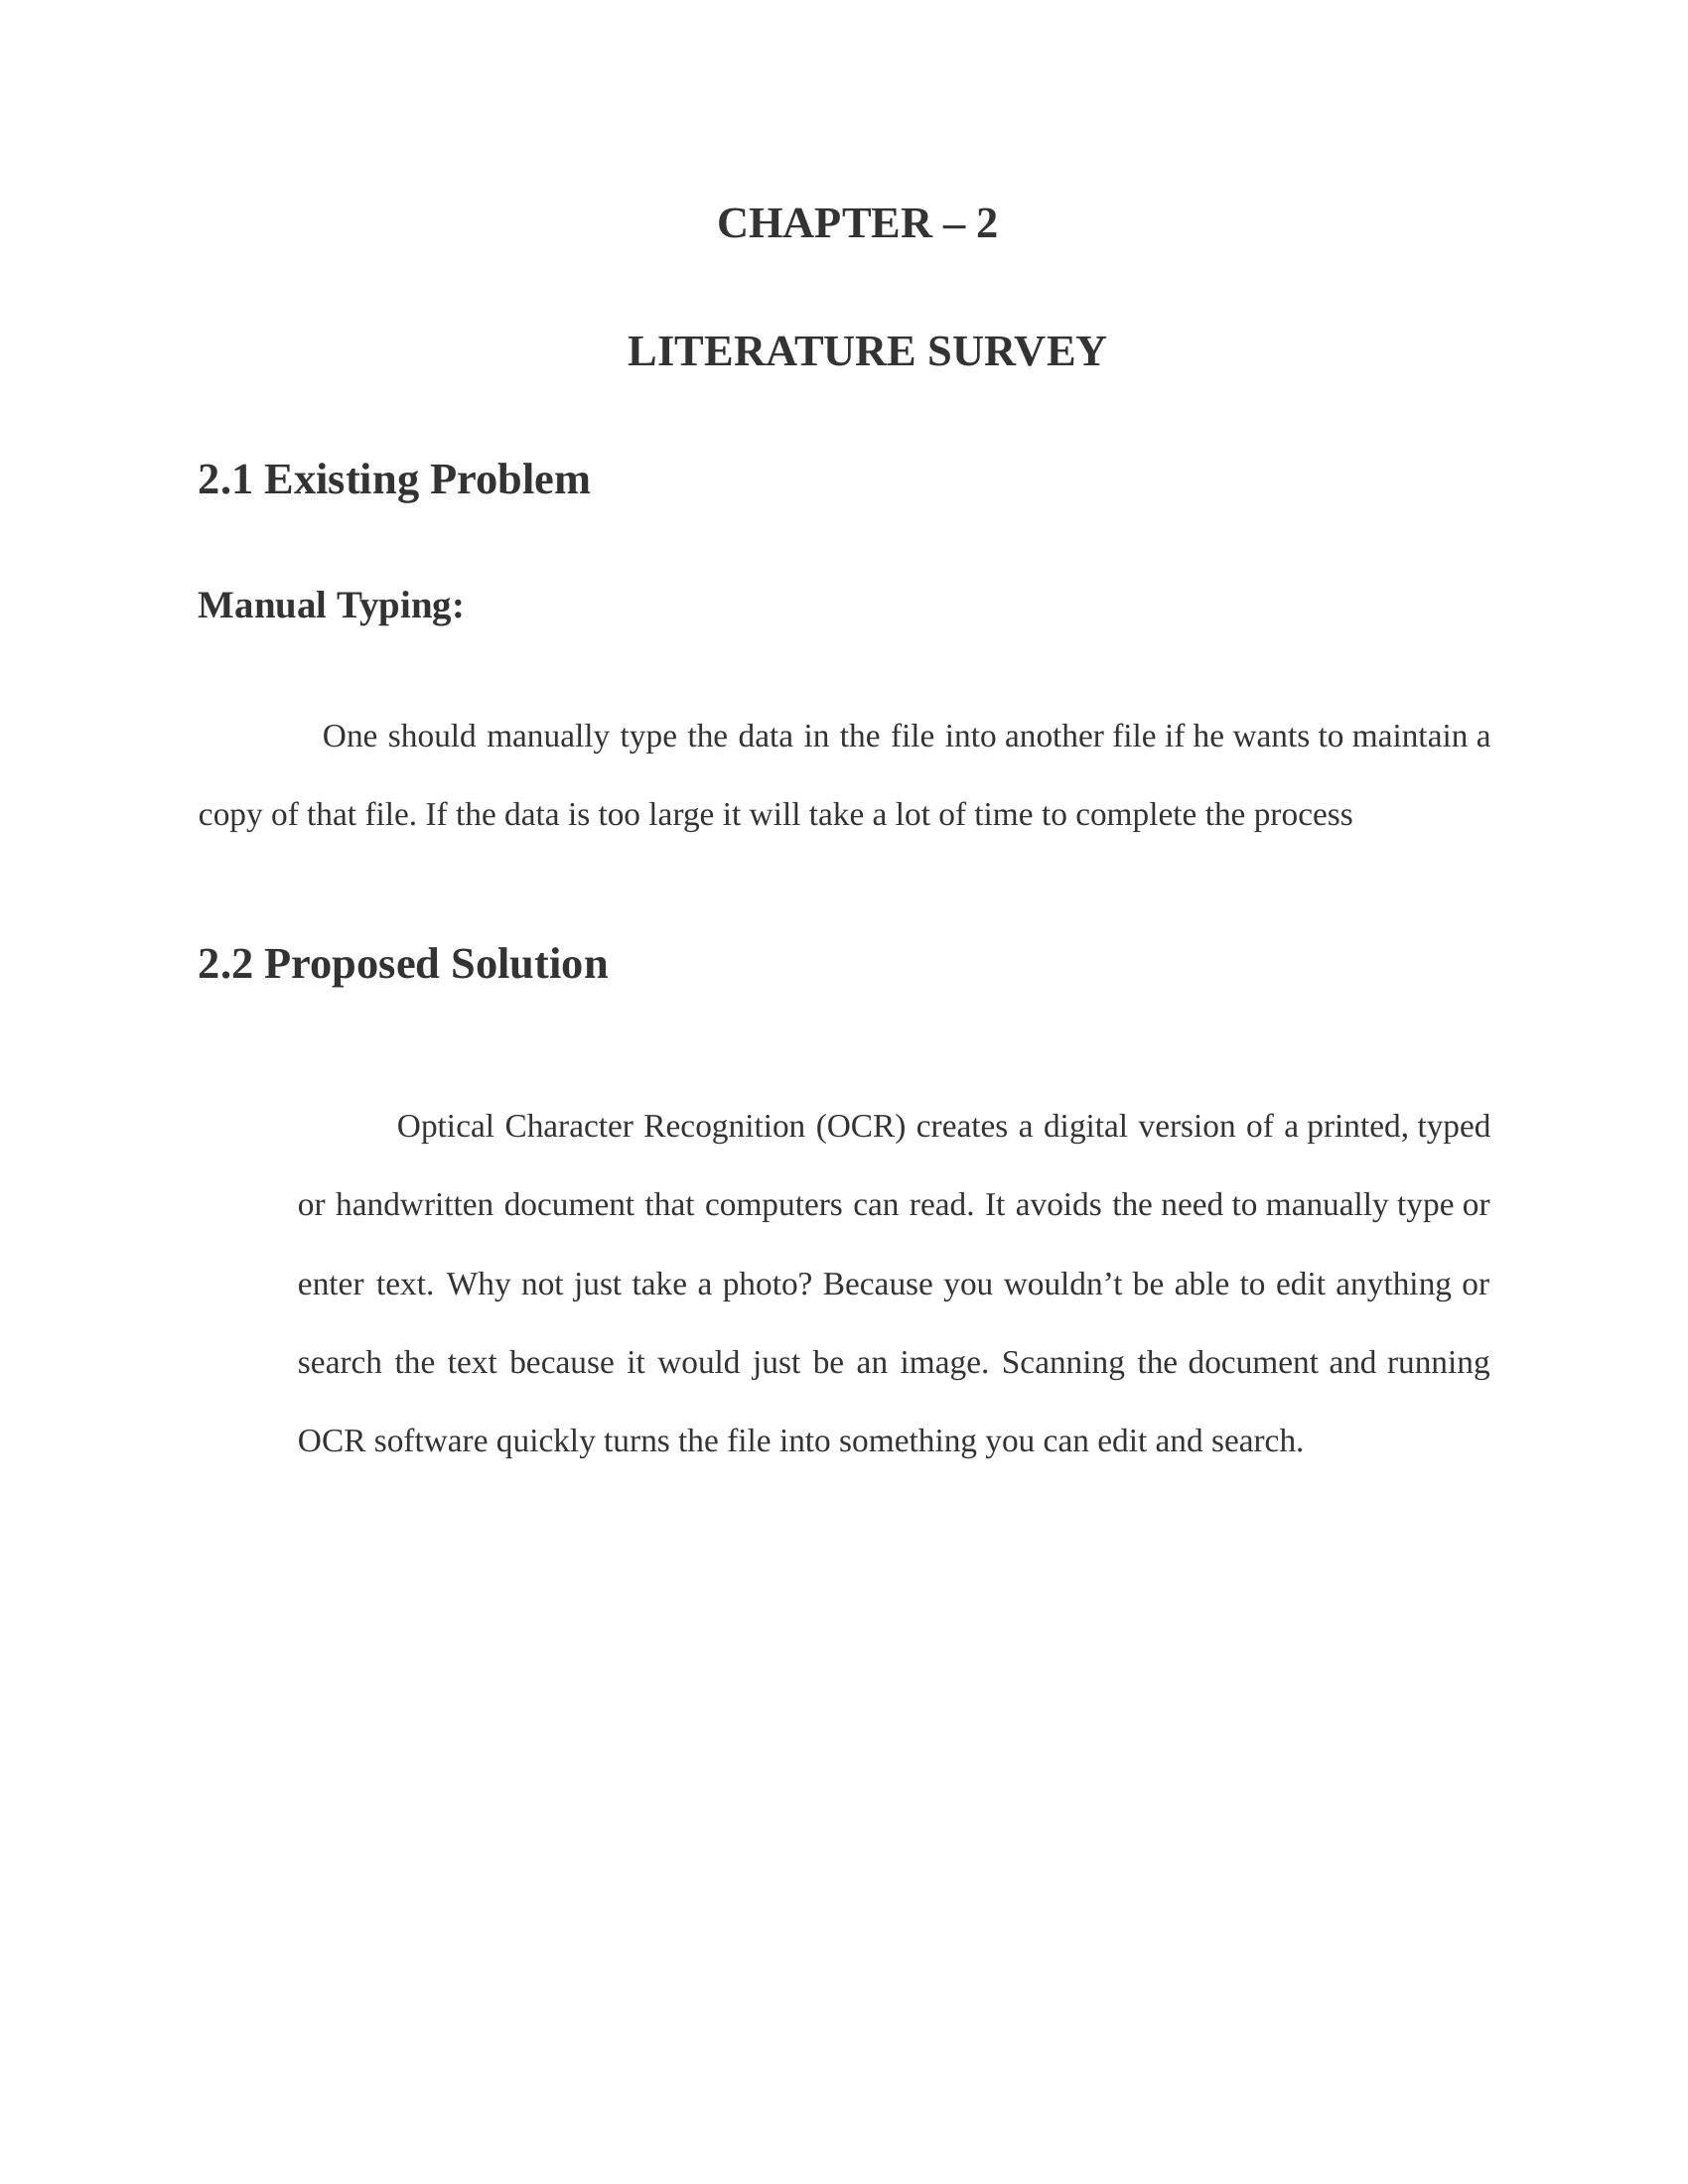 CHAPTER – 2
LITERATURE SURVEY
2.1 Existing Problem
Manual Typing:
One should manually type the data in the file into another file if he wants to maintain a
copy of that file. If the data is too large it will take a lot of time to complete the process
2.2 Proposed Solution
Optical Character Recognition (OCR) creates a digital version of a printed, typed
or handwritten document that computers can read. It avoids the need to manually type or
enter text. Why not just take a photo? Because you wouldn’t be able to edit anything or
search the text because it would just be an image. Scanning the document and running
OCR software quickly turns the file into something you can edit and search.